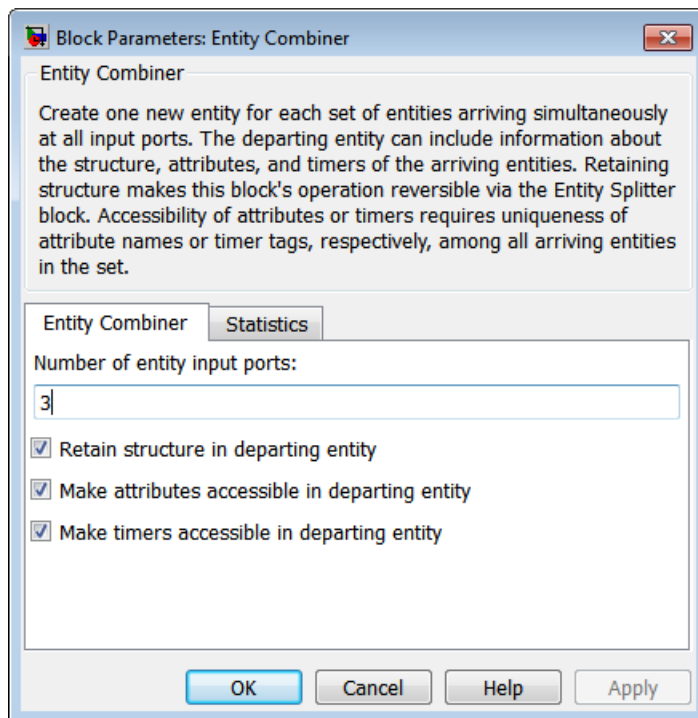 Block Parameters: Entity Combiner
Entity Combiner
Create one new entity for each set of entities arriving simultaneously
at all input ports. The departing entity can include information about
the structure, attributes, and timers of the arriving entities. Retaining
structure makes this block's operation reversible via the Entity Splitter
block. Accessibility of attributes or timers requires uniqueness of
attribute names or timer tags, respectively, among all arriving entities
in the set.
Entity Combiner Statistics
Number of entity input ports:
3
Retain structure in departing entity
Make attributes accessible in departing entity
Make timers accessible in departing entity
OK Cancel Help Apply